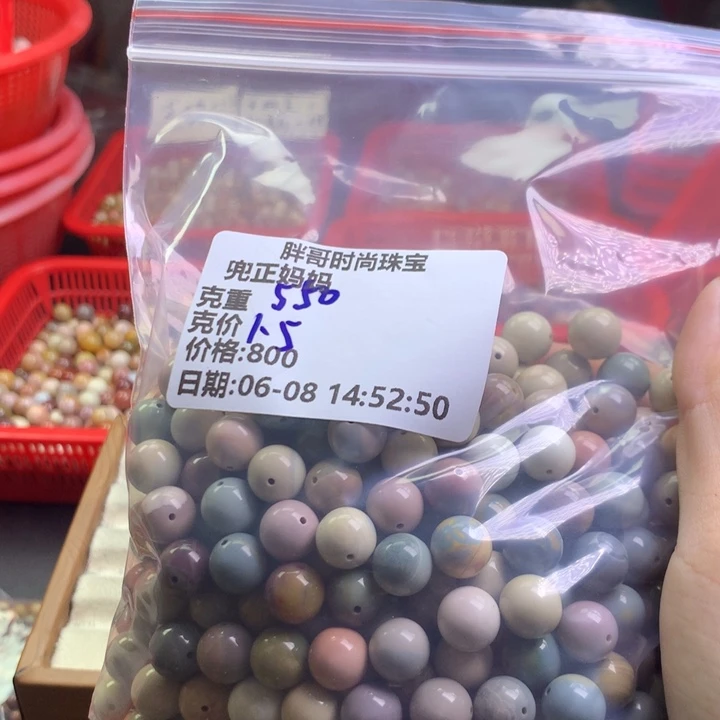 胖哥时尚珠宝
兜正妈妈
克重 550
克价 1.5
价格:800
日期:06-08 14:52:50